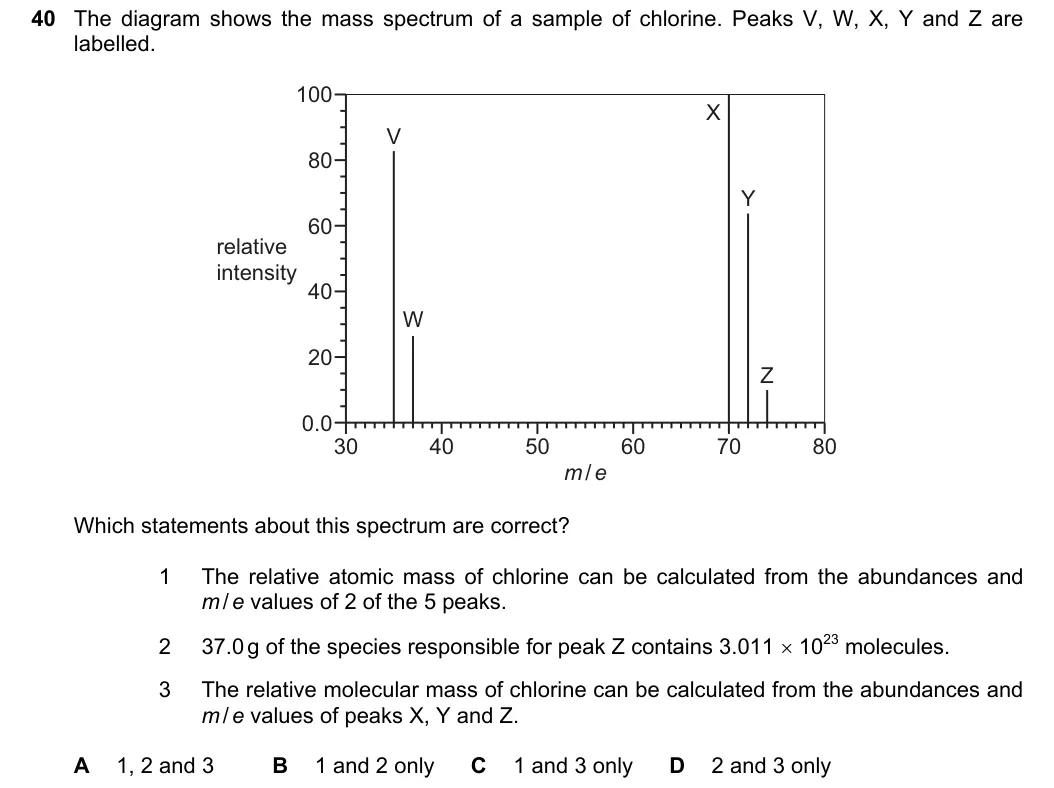 40 The diagram shows the mass spectrum of a sample of chlorine. Peaks V, W, X, Y and Z are
labelled.
100
X
V
80
Y
60
relative
intensity
40
W
20
Z
0.0
30 40 50 60 70 80
m / e
Which statements about this spectrum are correct?
1 The relative atomic mass of chlorine can be calculated from the abundances and
m / e values of 2 of the 5 peaks.
2 37.0 g of the species responsible for peak Z contains 3.011 × 10²³ molecules.
3 The relative molecular mass of chlorine can be calculated from the abundances and
m / e values of peaks X, Y and Z.
A 1, 2 and 3 B 1 and 2 only C 1 and 3 only D 2 and 3 only